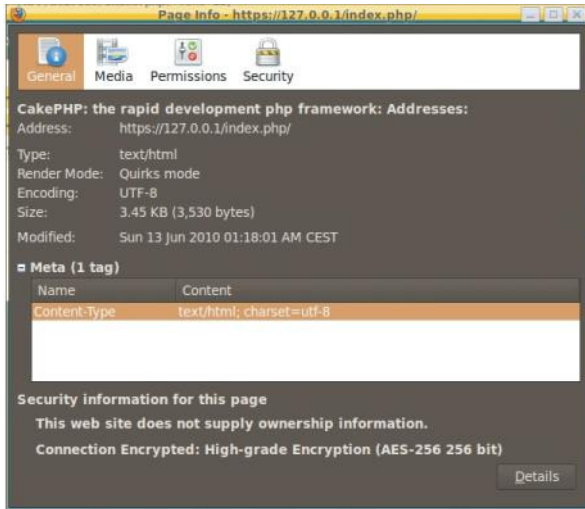 Page Info - https://127.0.0.1/index.php/
General Media Permissions Security
CakePHP: the rapid development php framework: Addresses:
Address: https://127.0.0.1/index.php/
Type: text/html
Render Mode: Quirks mode
Encoding: UTF-8
Size: 3.45 KB (3,530 bytes)
Modified: Sun 13 Jun 2010 01:18:01 AM CEST
Meta (1 tag)
Name Content
Content-Type text/html; charset=utf-8
Security information for this page
This web site does not supply ownership information.
Connection Encrypted: High-grade Encryption (AES-256 256 bit)
Details